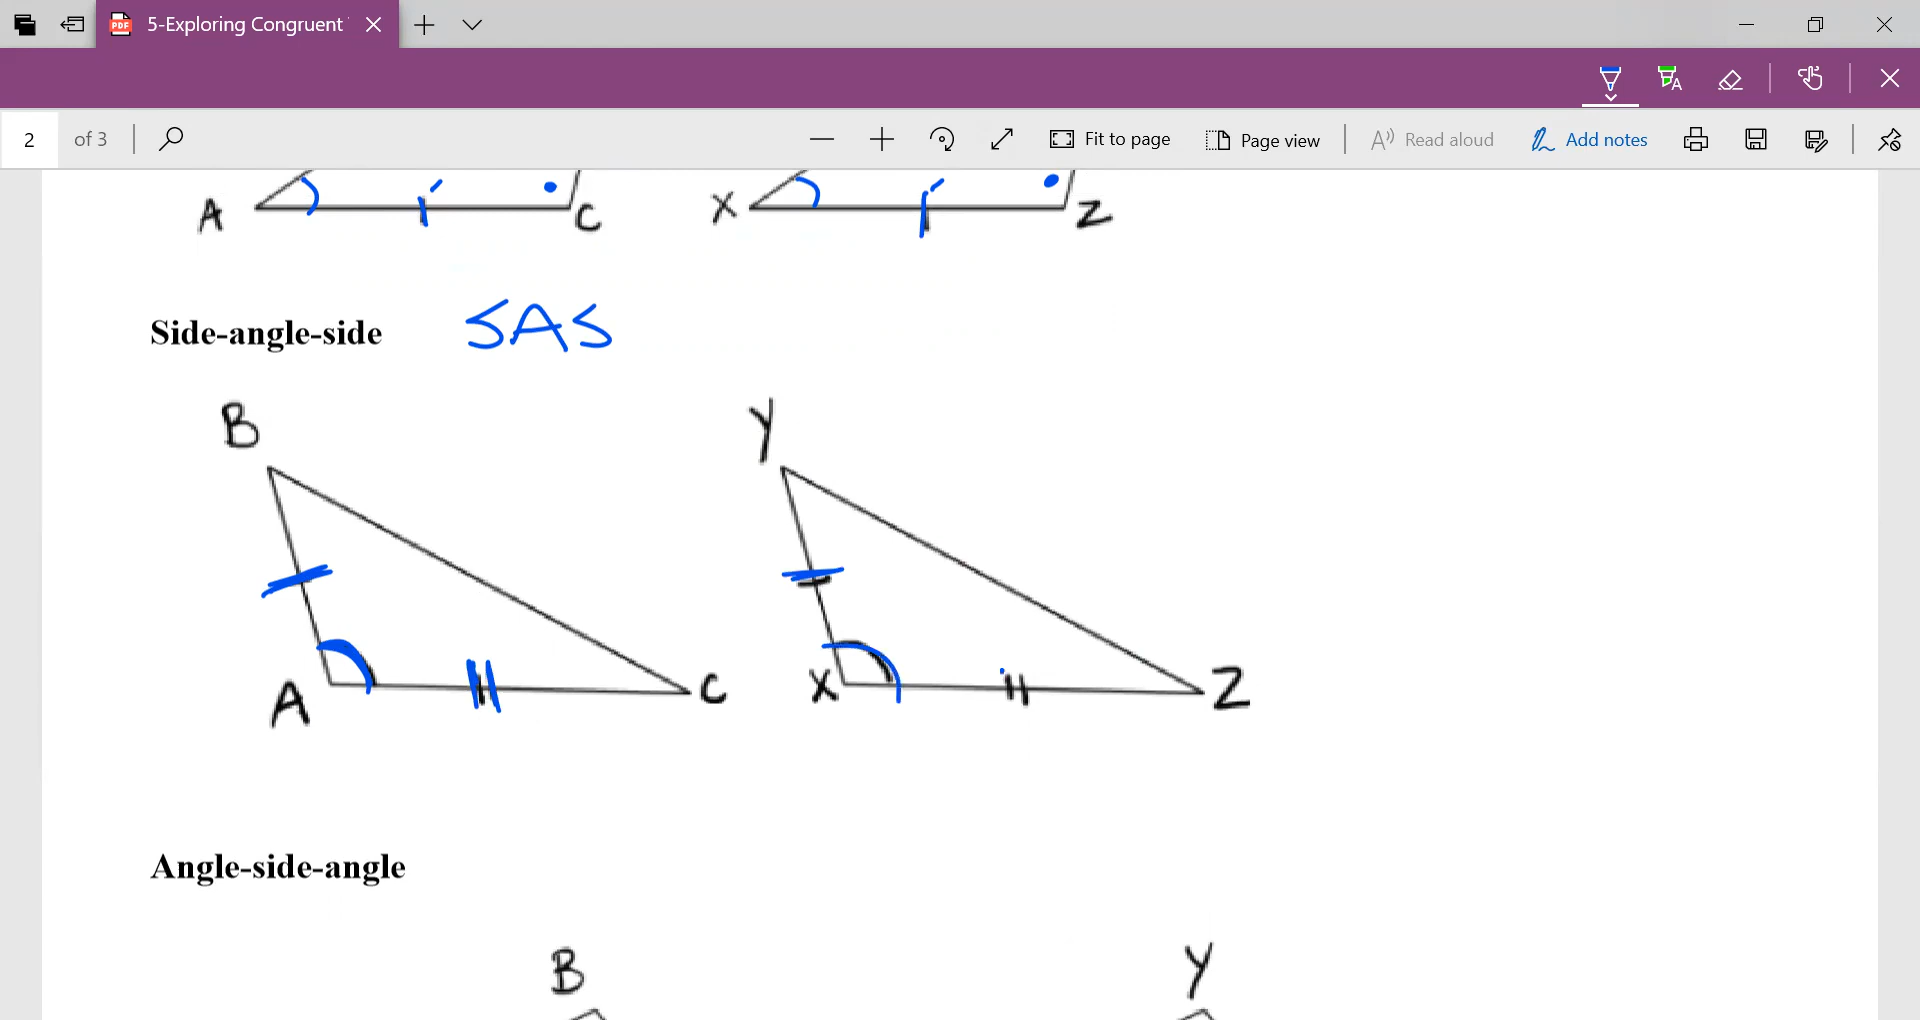 5-Exploring Congruent
2 of 3 Fit to page Page view Read aloud Add notes
A C X Z
Side-angle-side SAS
B Y
A C X Z
Angle-side-angle
B Y